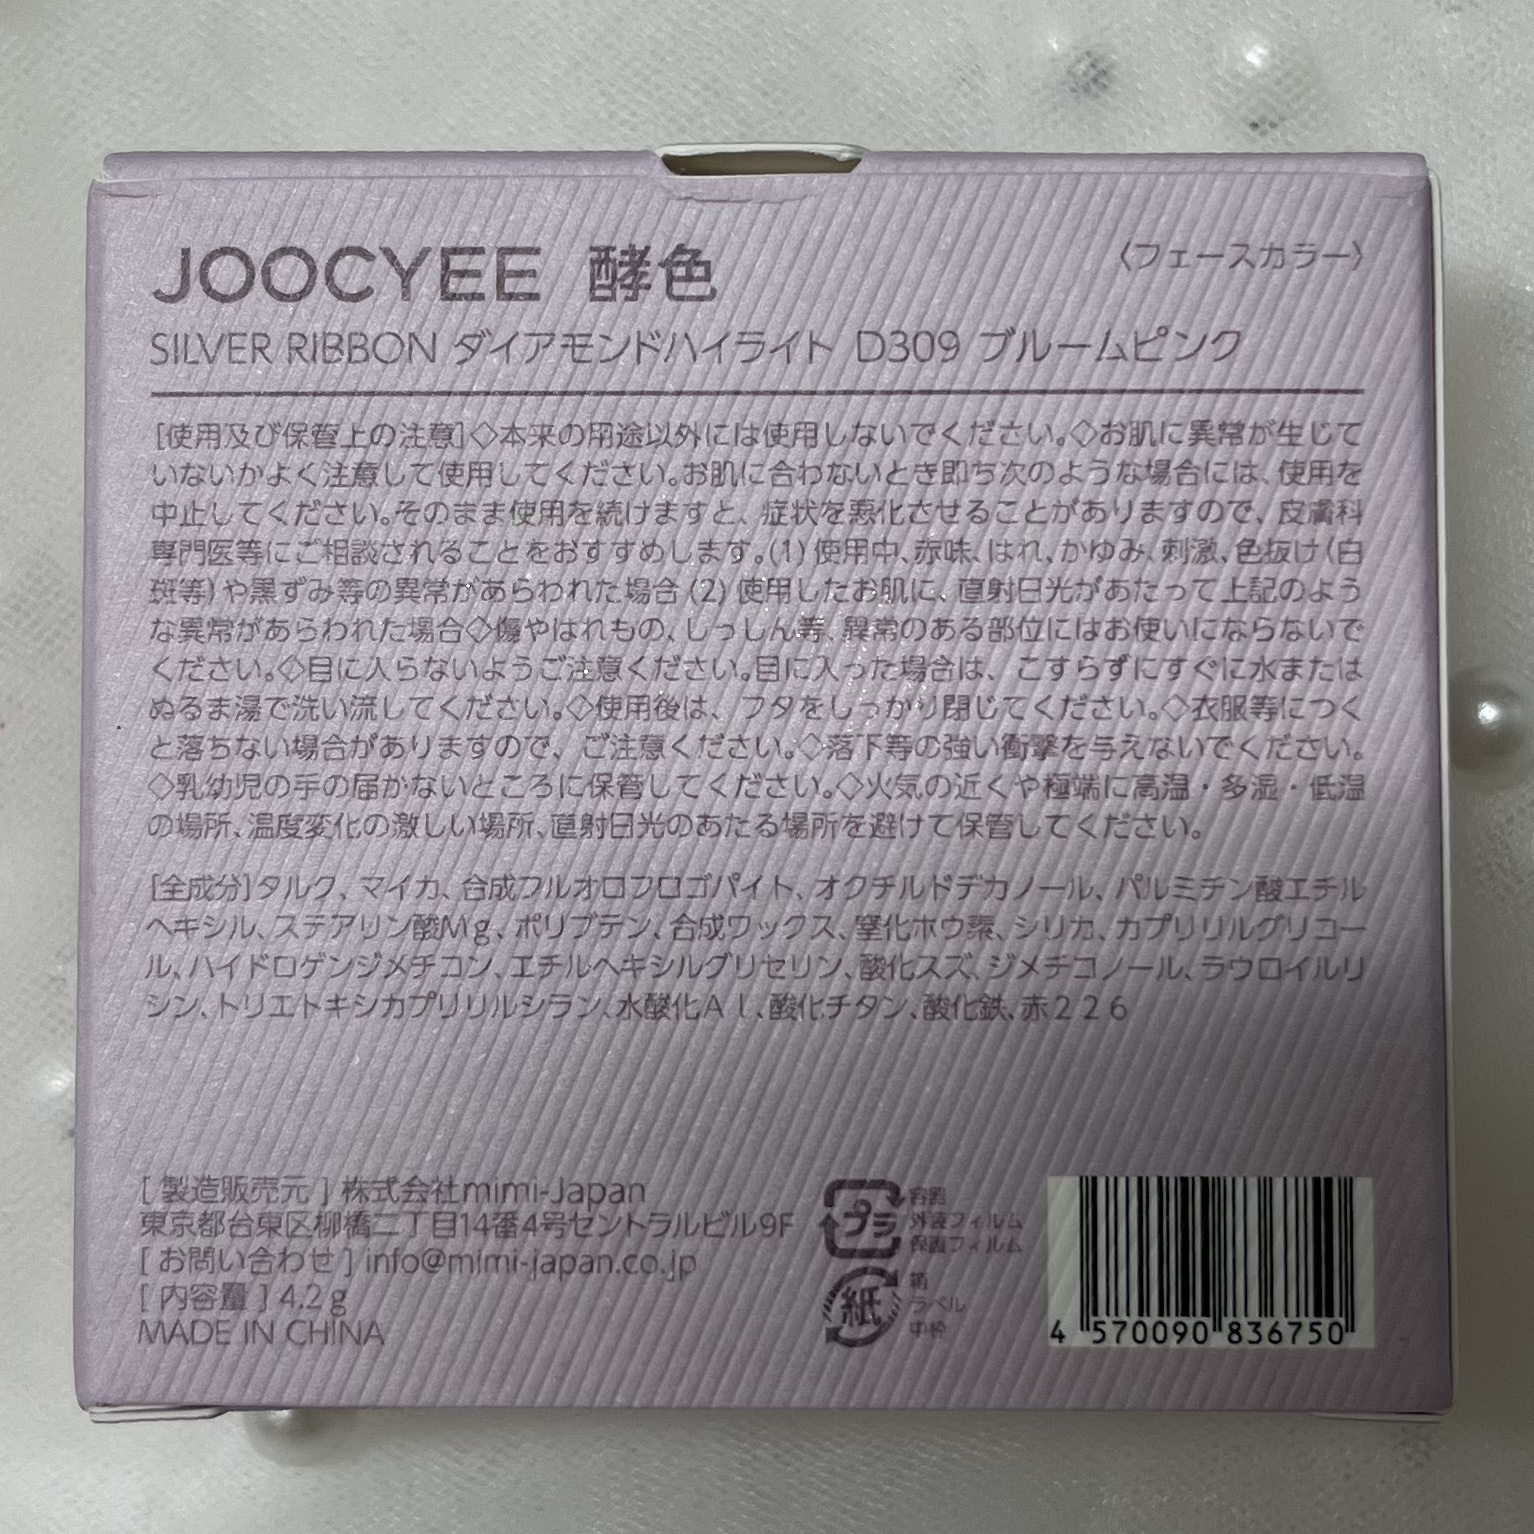 JOOCYEE 酵色
〈フェースカラー〉
SILVER RIBBON ダイアモンドハイライト D309 ブルームピンク
[使用及び保管上の注意]◇本来の用途以外には使用しないでください。◇お肌に異常が生じて
いないかよく注意して使用してください。お肌に合わないとき即ち次のような場合には、使用を
中止してください。そのまま使用を続けますと、症状を悪化させることがありますので、皮膚科
専門医等にご相談されることをおすすめします。(1) 使用中、赤味、はれ、かゆみ、刺激、色抜け(白
斑等)や黒ずみ等の異常があらわれた場合 (2) 使用したお肌に、直射日光があたって上記のよう
な異常があらわれた場合◇傷やはれもの、しっしん等、異常のある部位にはお使いにならないで
ください。◇目に入らないようご注意ください。目に入った場合は、こすらずにすぐに水または
ぬるま湯で洗い流してください。◇使用後は、フタをしっかり閉じてください。◇衣服等につく
と落ちない場合がありますので、ご注意ください。◇落下等の強い衝撃を与えないでください。
◇乳幼児の手の届かないところに保管してください。◇火気の近くや極端に高温・多湿・低温
の場所、温度変化の激しい場所、直射日光のあたる場所を避けて保管してください。
[全成分]タルク、マイカ、合成フルオロフロゴパイト、オクチルドデカノール、パルミチン酸エチル
ヘキシル、ステアリン酸Mg、ポリブテン、合成ワックス、窒化ホウ素、シリカ、カプリリルグリコー
ル、ハイドロゲンジメチコン、エチルヘキシルグリセリン、酸化スズ、ジメチコノール、ラウロイルリ
シン、トリエトキシカプリリルシラン、水酸化Al、酸化チタン、酸化鉄、赤226
[ 製造販売元 ] 株式会社mimi-Japan
東京都台東区柳橋二丁目14番4号セントラルビル9F
[ お問い合わせ ] info@mimi-japan.co.jp
[ 内容量 ] 4.2g
MADE IN CHINA
プラ
容器
外装フィルム
保護フィルム
紙
箱
ラベル
中枠
4 570090 836750